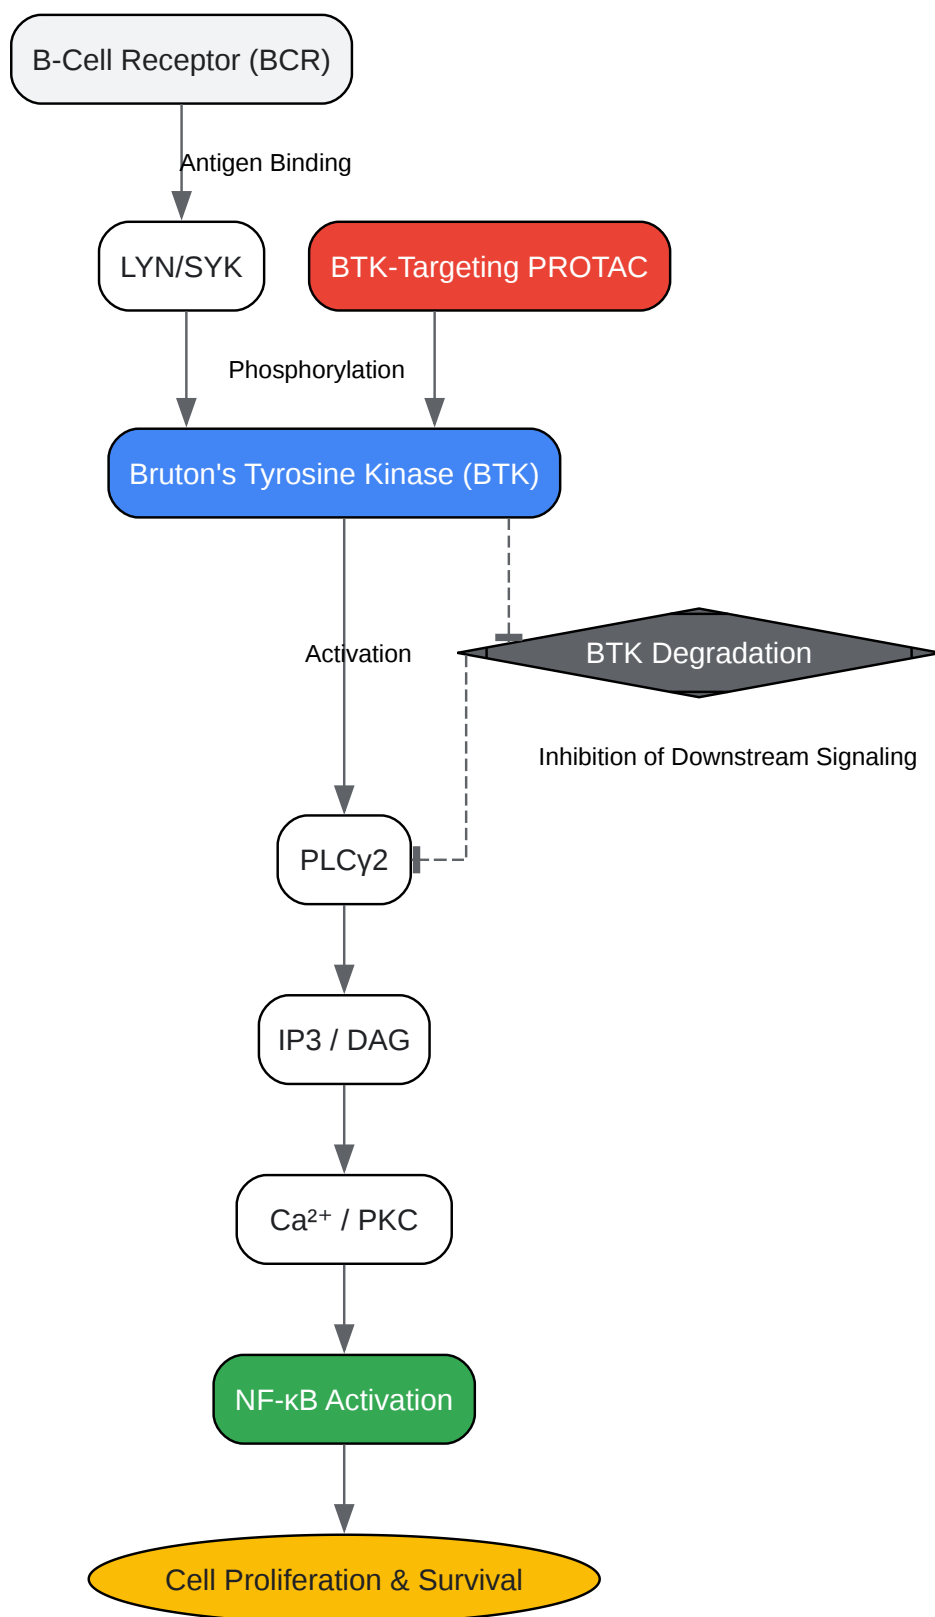 B-Cell Receptor (BCR)
Antigen Binding
LYN/SYK
BTK-Targeting PROTAC
Phosphorylation
Bruton's Tyrosine Kinase (BTK)
Activation
BTK Degradation
Inhibition of Downstream Signaling
PLCγ2
IP3 / DAG
Ca²⁺ / PKC
NF-κB Activation
Cell Proliferation & Survival